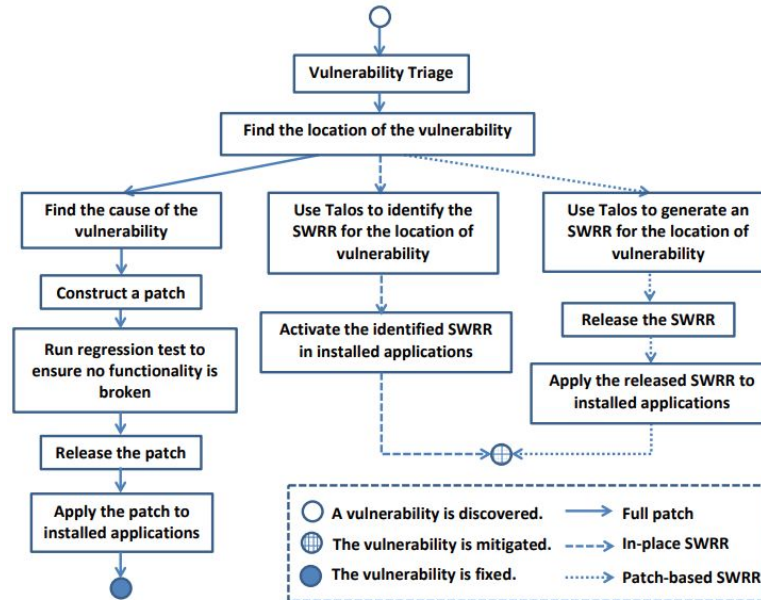 Vulnerability Triage
Find the location of the vulnerability
Find the cause of the
vulnerability
Construct a patch
Run regression test to
ensure no functionality is
broken
Release the patch
Apply the patch to
installed applications
Use Talos to identify the
SWRR for the location of
vulnerability
Activate the identified SWRR
in installed applications
Use Talos to generate an
SWRR for the location of
vulnerability
Release the SWRR
Apply the released SWRR to
installed applications
A vulnerability is discovered.
The vulnerability is mitigated.
The vulnerability is fixed.
Full patch
In-place SWRR
Patch-based SWRR